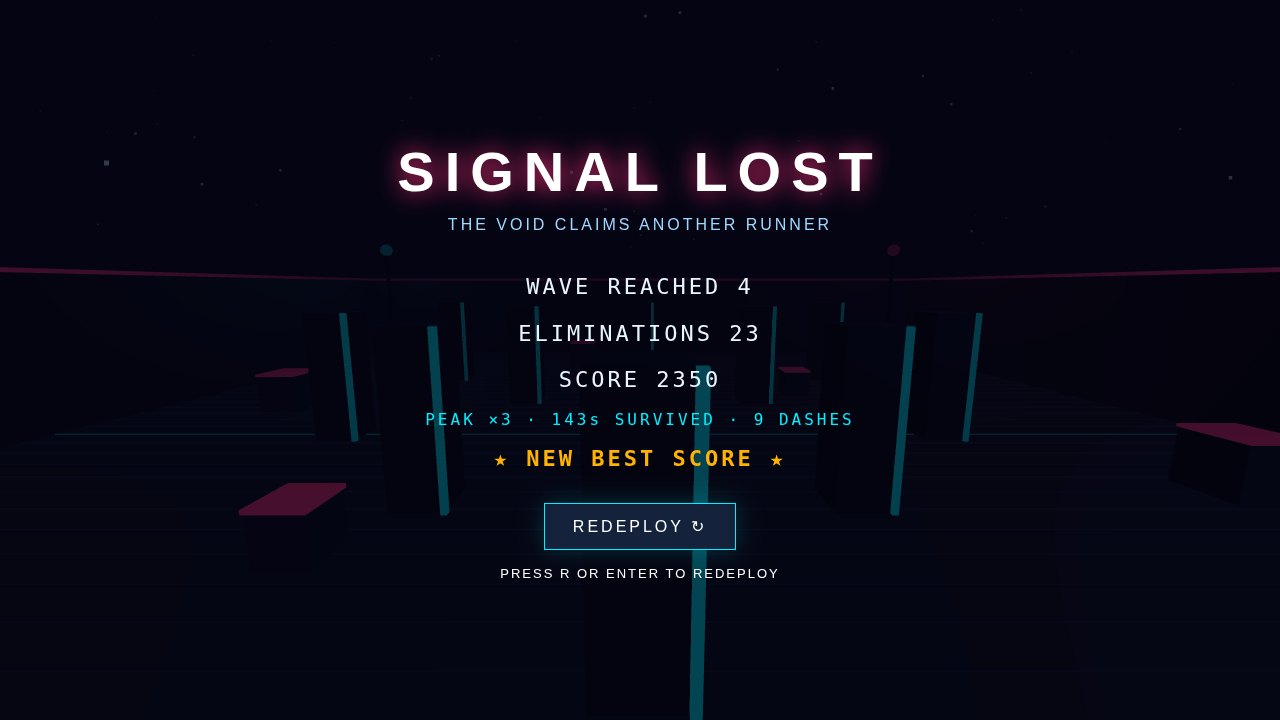 SIGNAL LOST
THE VOID CLAIMS ANOTHER RUNNER
WAVE REACHED 4
ELIMINATIONS 23
SCORE 2350
PEAK ×3 · 143s SURVIVED · 9 DASHES
★ NEW BEST SCORE ★
REDEPLOY ↻
PRESS R OR ENTER TO REDEPLOY